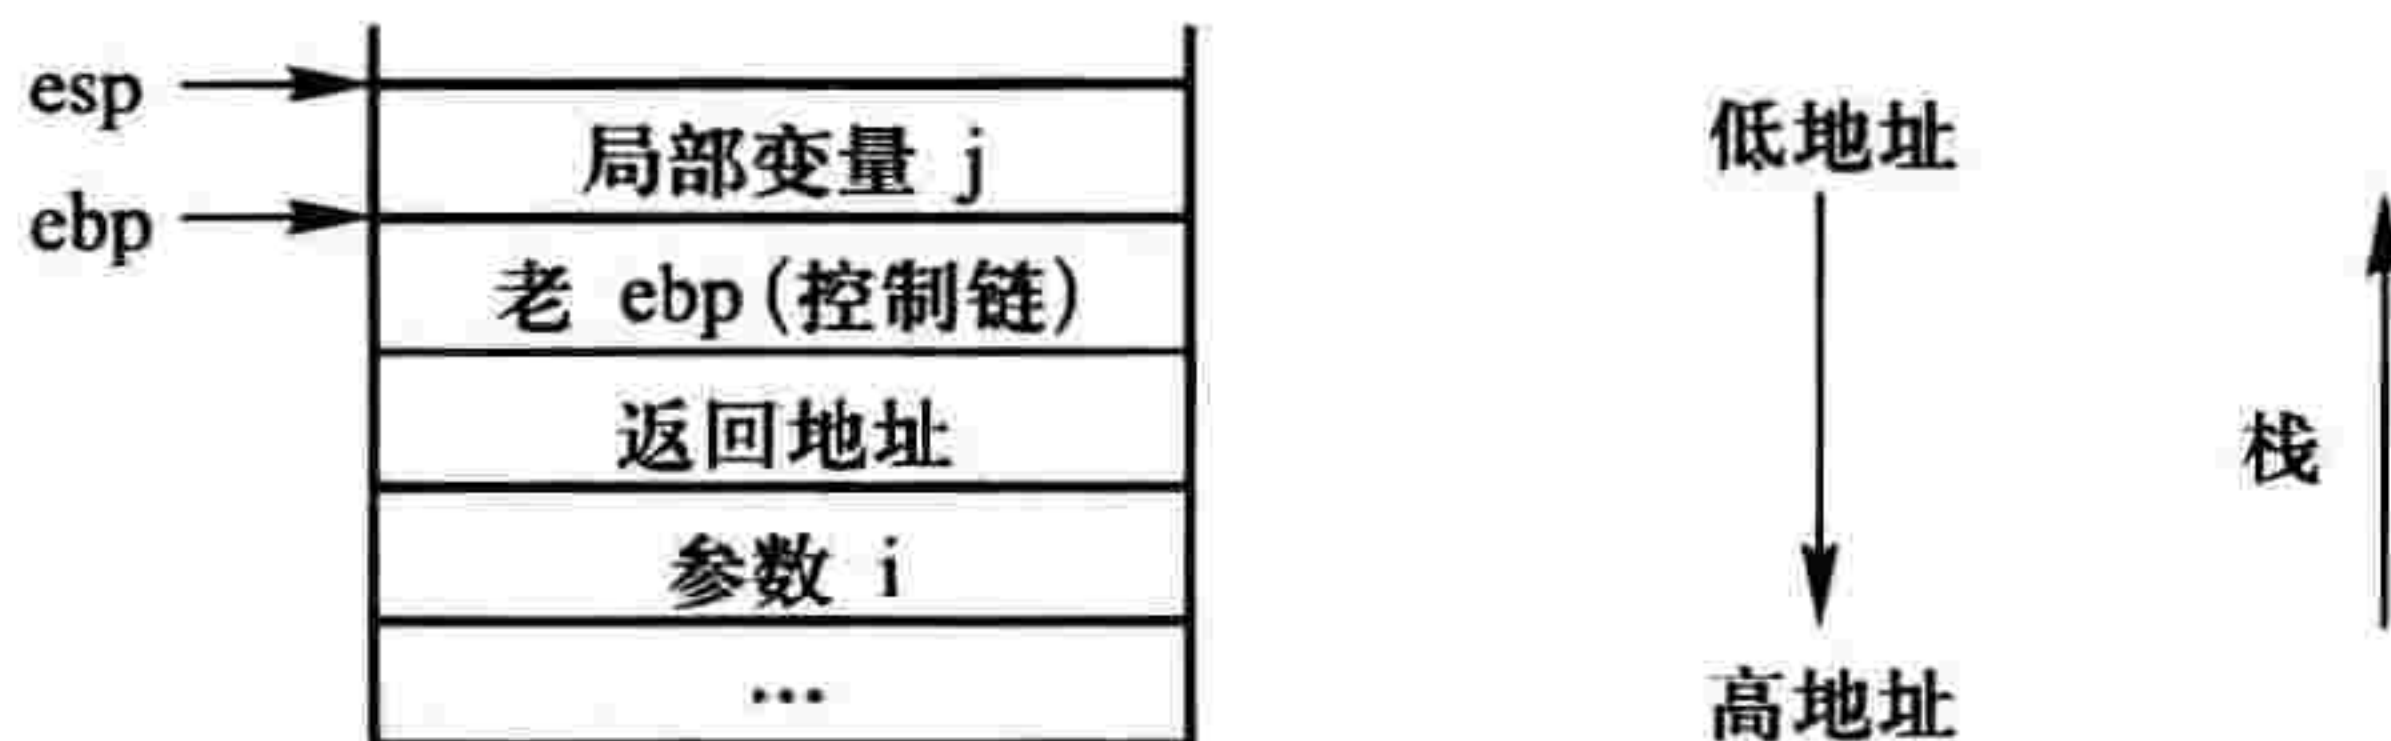 esp
局部变量 j
低地址
ebp
老 ebp(控制链)
返回地址
栈
参数 i
…
高地址